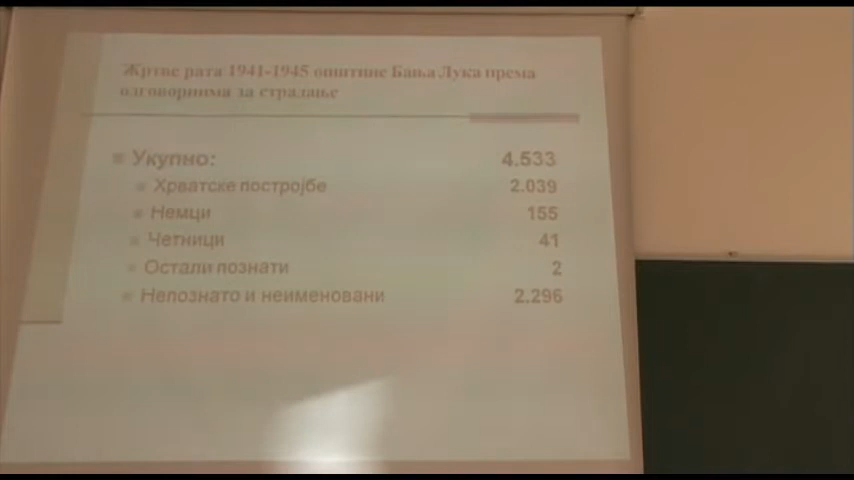 Жртве рата 1941-1945 општине Бања Лука према
одговорнима за страдање
Укупно: 4.533
Хрватске постројбе 2.039
Немци 155
Четници 41
Остали познати 2
Непознато и неименовани 2.296